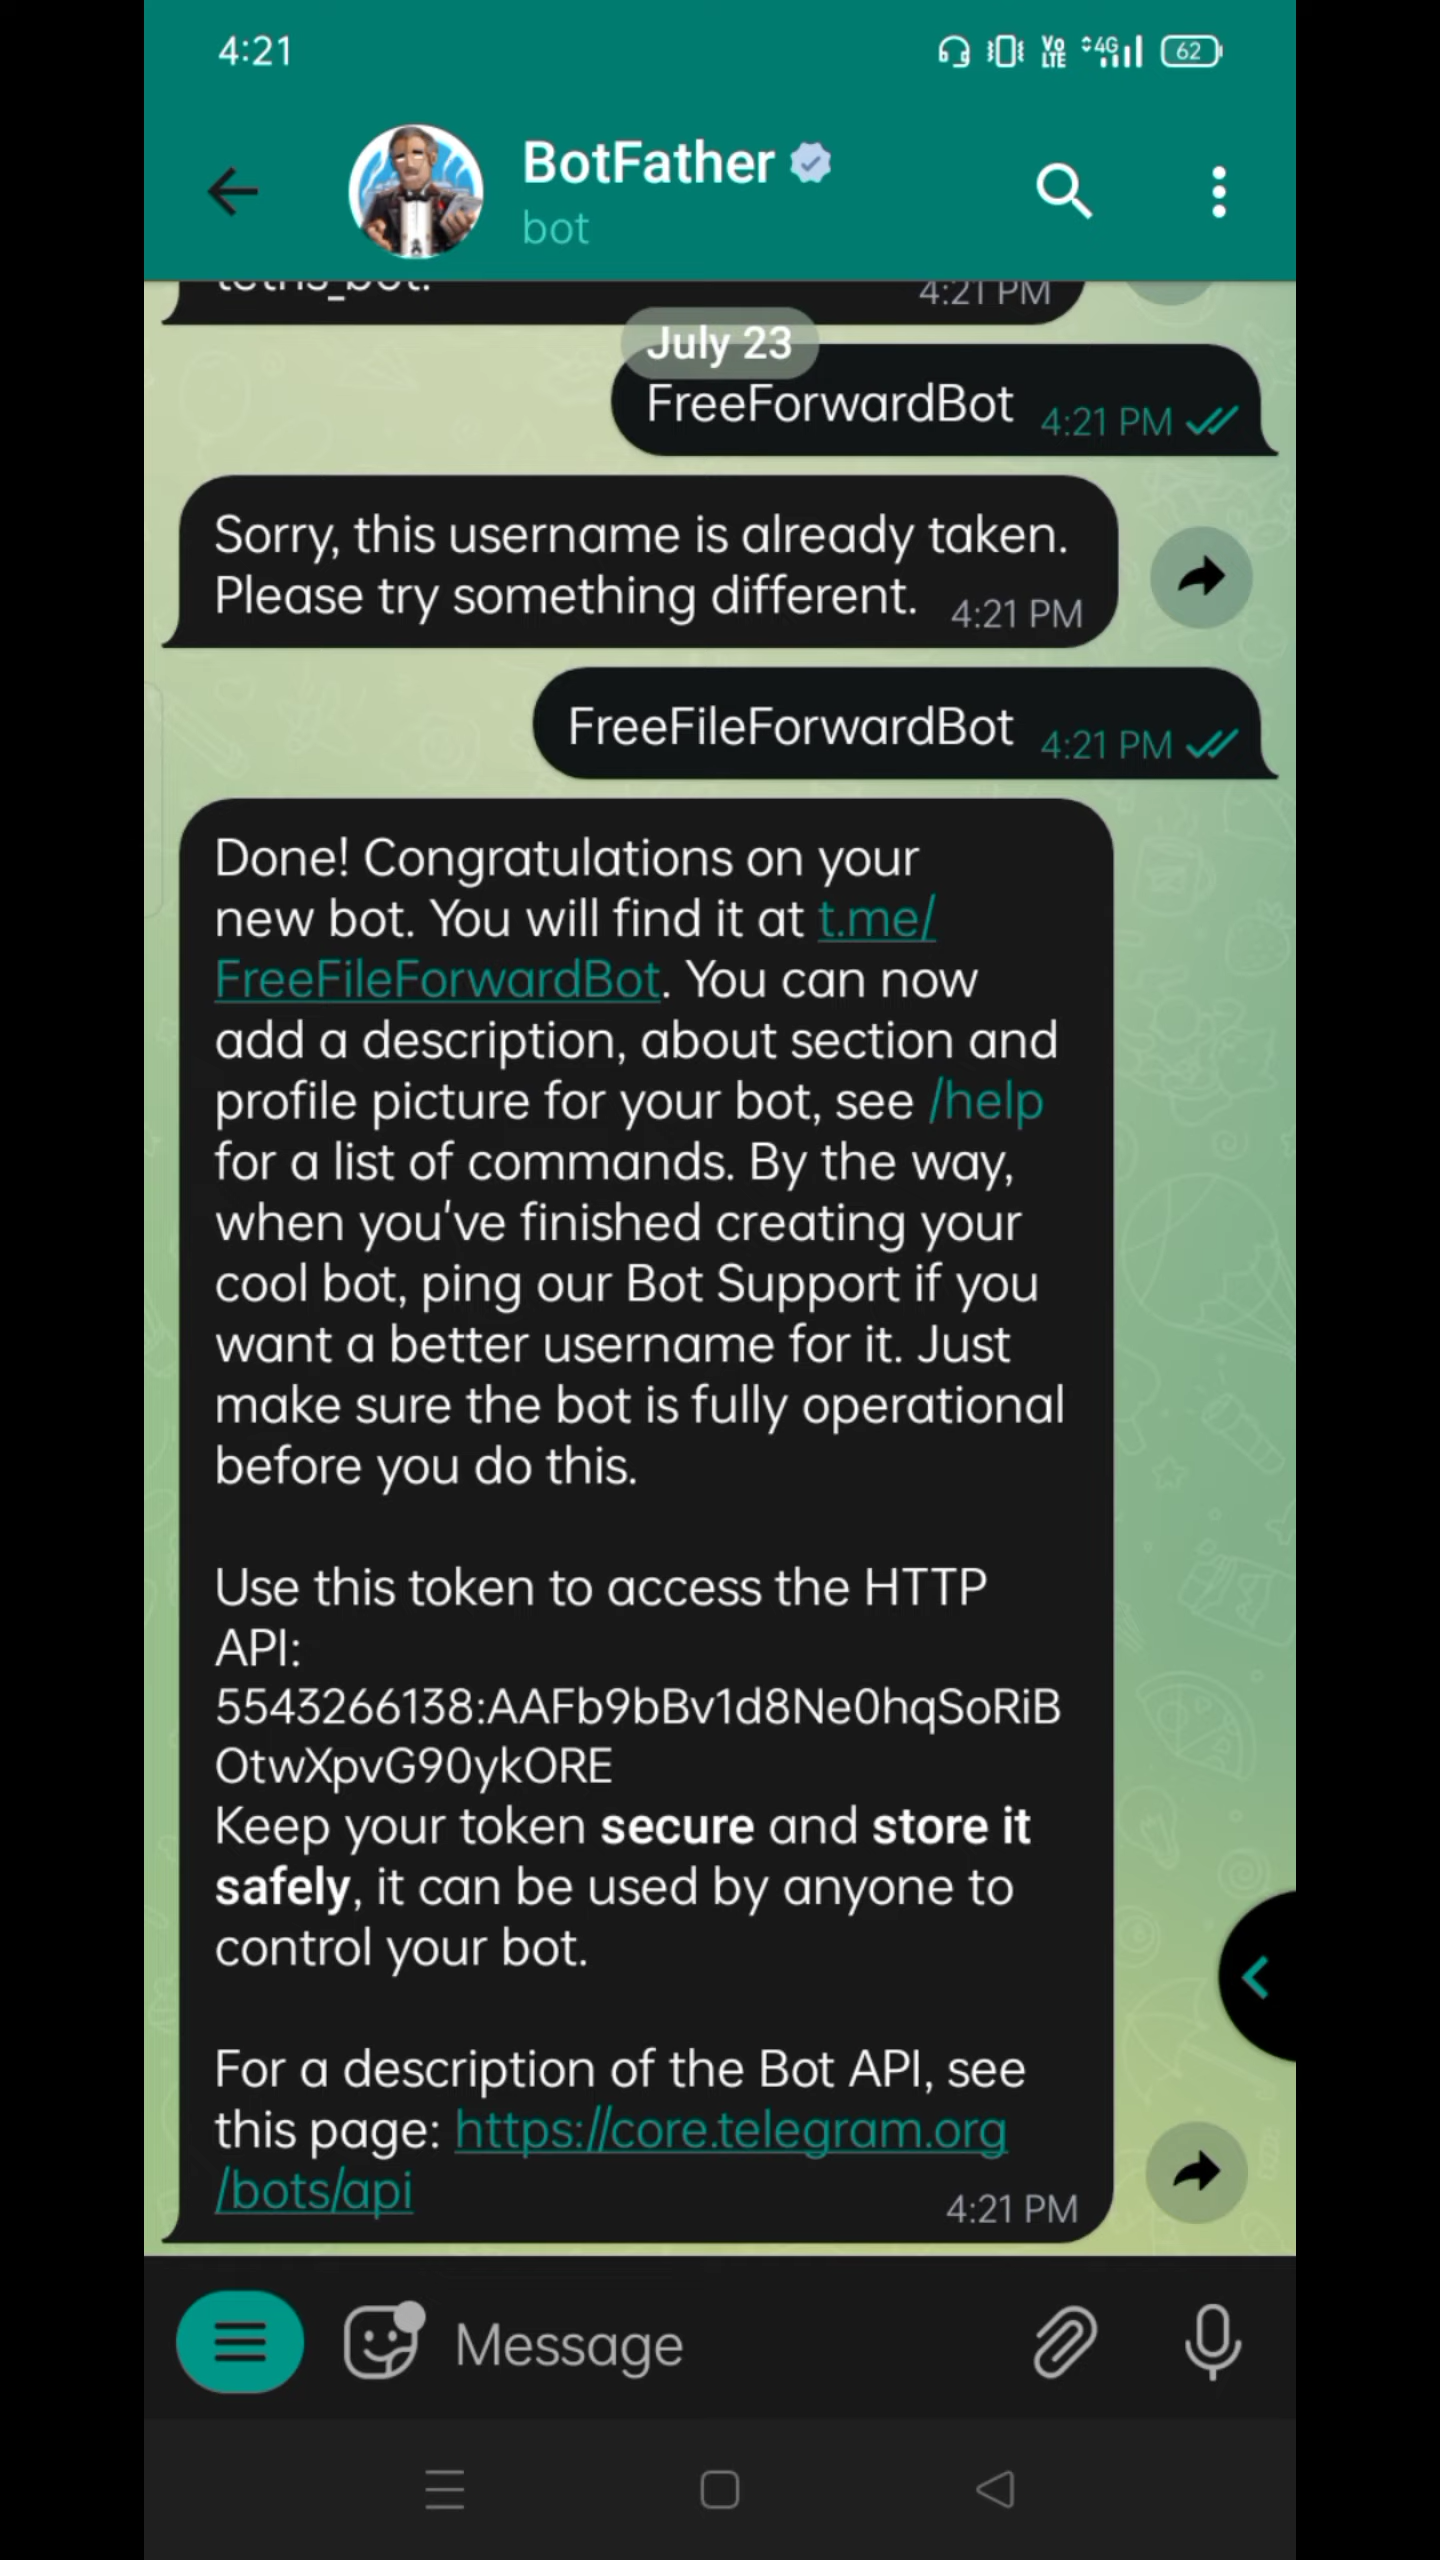 4:21
Vo LTE 4G 62
BotFather
bot
tetris_bot.
4:21 PM
July 23
FreeForwardBot 4:21 PM
Sorry, this username is already taken.
Please try something different. 4:21 PM
FreeFileForwardBot 4:21 PM
Done! Congratulations on your
new bot. You will find it at t.me/
FreeFileForwardBot. You can now
add a description, about section and
profile picture for your bot, see /help
for a list of commands. By the way,
when you've finished creating your
cool bot, ping our Bot Support if you
want a better username for it. Just
make sure the bot is fully operational
before you do this.
Use this token to access the HTTP
API:
5543266138:AAFb9bBv1d8Ne0hqSoRiB
OtwXpvG90ykORE
Keep your token secure and store it
safely, it can be used by anyone to
control your bot.
For a description of the Bot API, see
this page: https://core.telegram.org
/bots/api
4:21 PM
Message